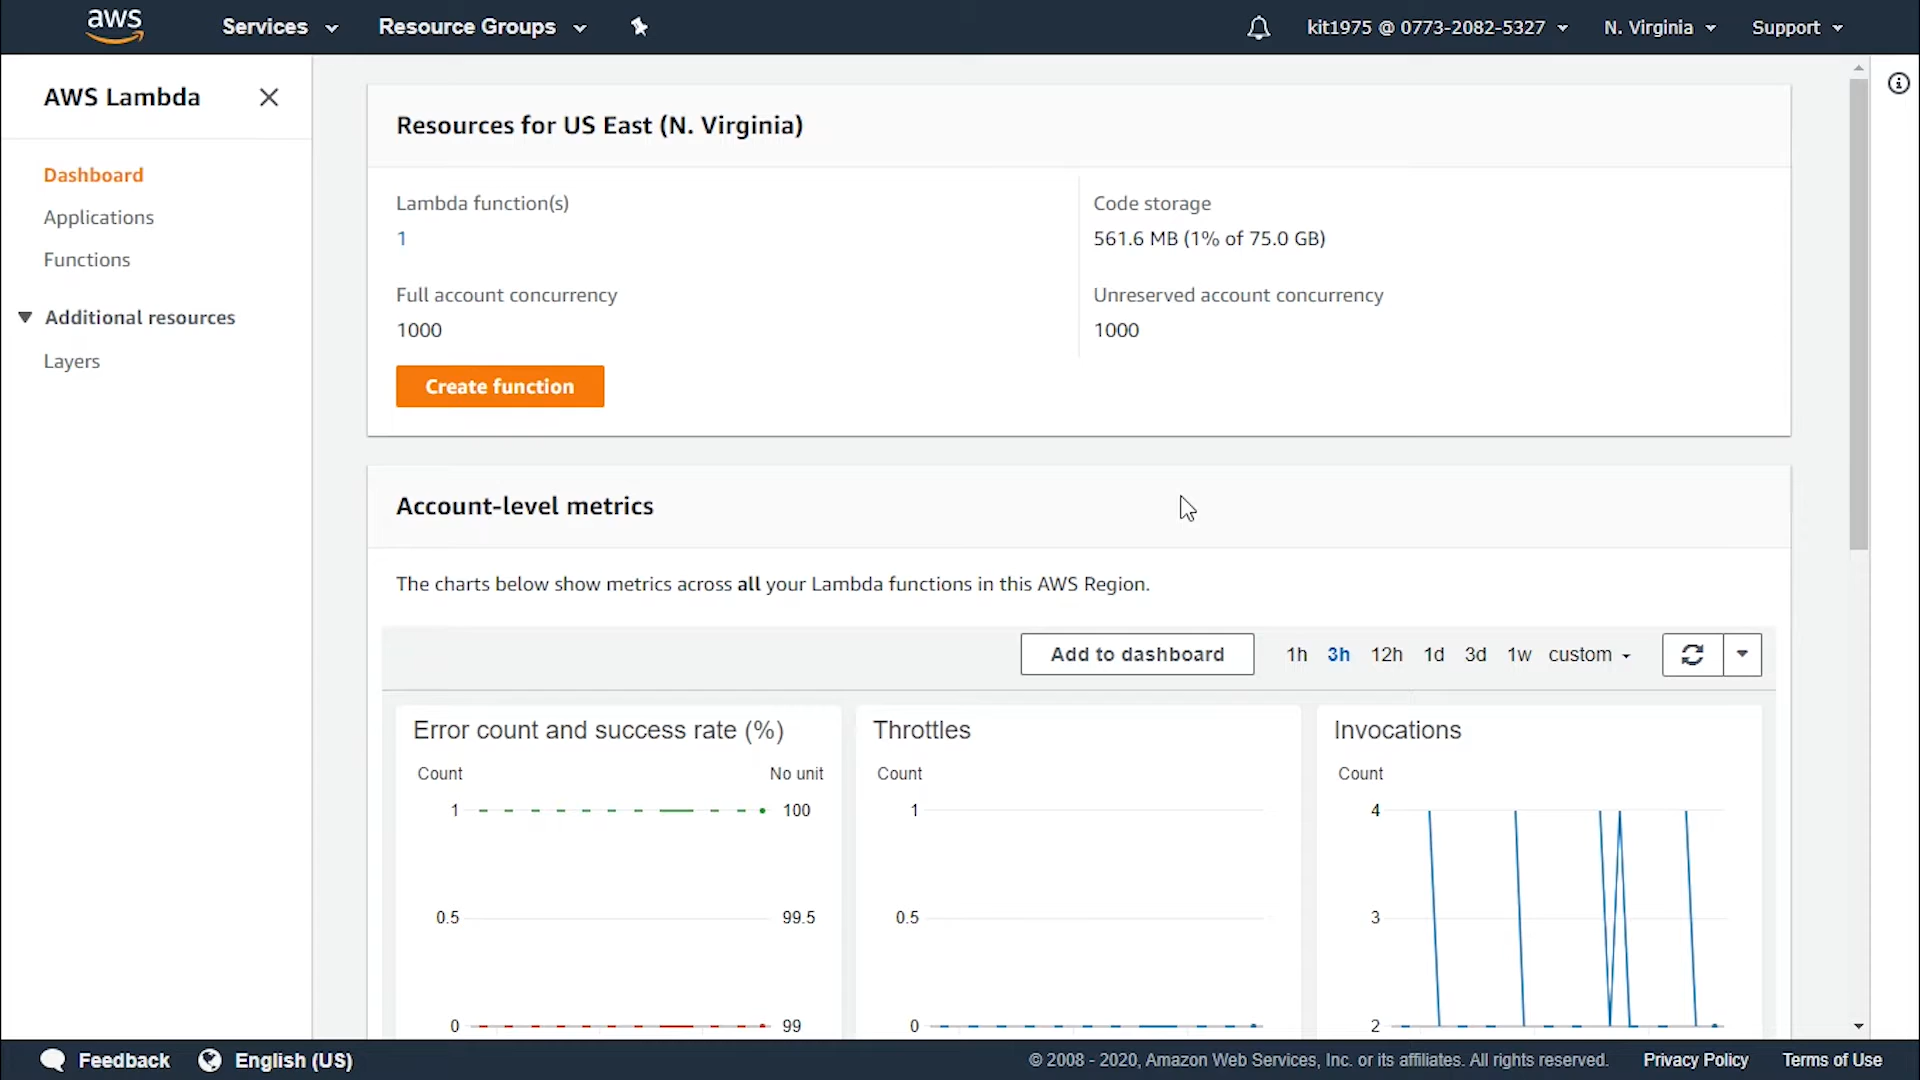 aws Services Resource Groups kit1975 @ 0773-2082-5327 N. Virginia Support
AWS Lambda
Dashboard
Applications
Functions
Additional resources
Layers
Resources for US East (N. Virginia)
Lambda function(s)
1
Code storage
561.6 MB (1% of 75.0 GB)
Full account concurrency
1000
Unreserved account concurrency
1000
Create function
Account-level metrics
The charts below show metrics across all your Lambda functions in this AWS Region.
Add to dashboard 1h 3h 12h 1d 3d 1w custom
Error count and success rate (%)
Count No unit
1 100
0.5 99.5
0 99
Throttles
Count
1
0.5
0
Invocations
Count
4
3
2
Feedback English (US) © 2008 - 2020, Amazon Web Services, Inc. or its affiliates. All rights reserved. Privacy Policy Terms of Use